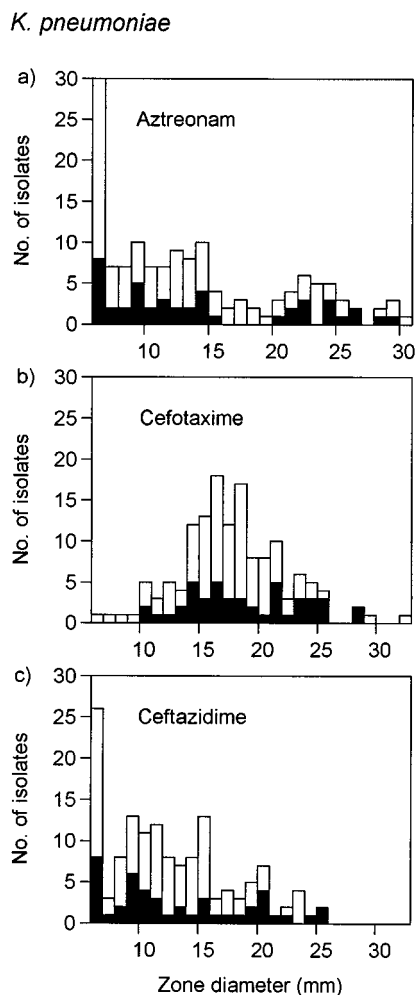 K. pneumoniae
a)
Aztreonam
No. of isolates
30
25
20
15
10
5
0
10 15 20 25 30
b)
Cefotaxime
No. of isolates
30
25
20
15
10
5
0
10 15 20 25 30
c)
Ceftazidime
No. of isolates
30
25
20
15
10
5
0
10 15 20 25 30
Zone diameter (mm)